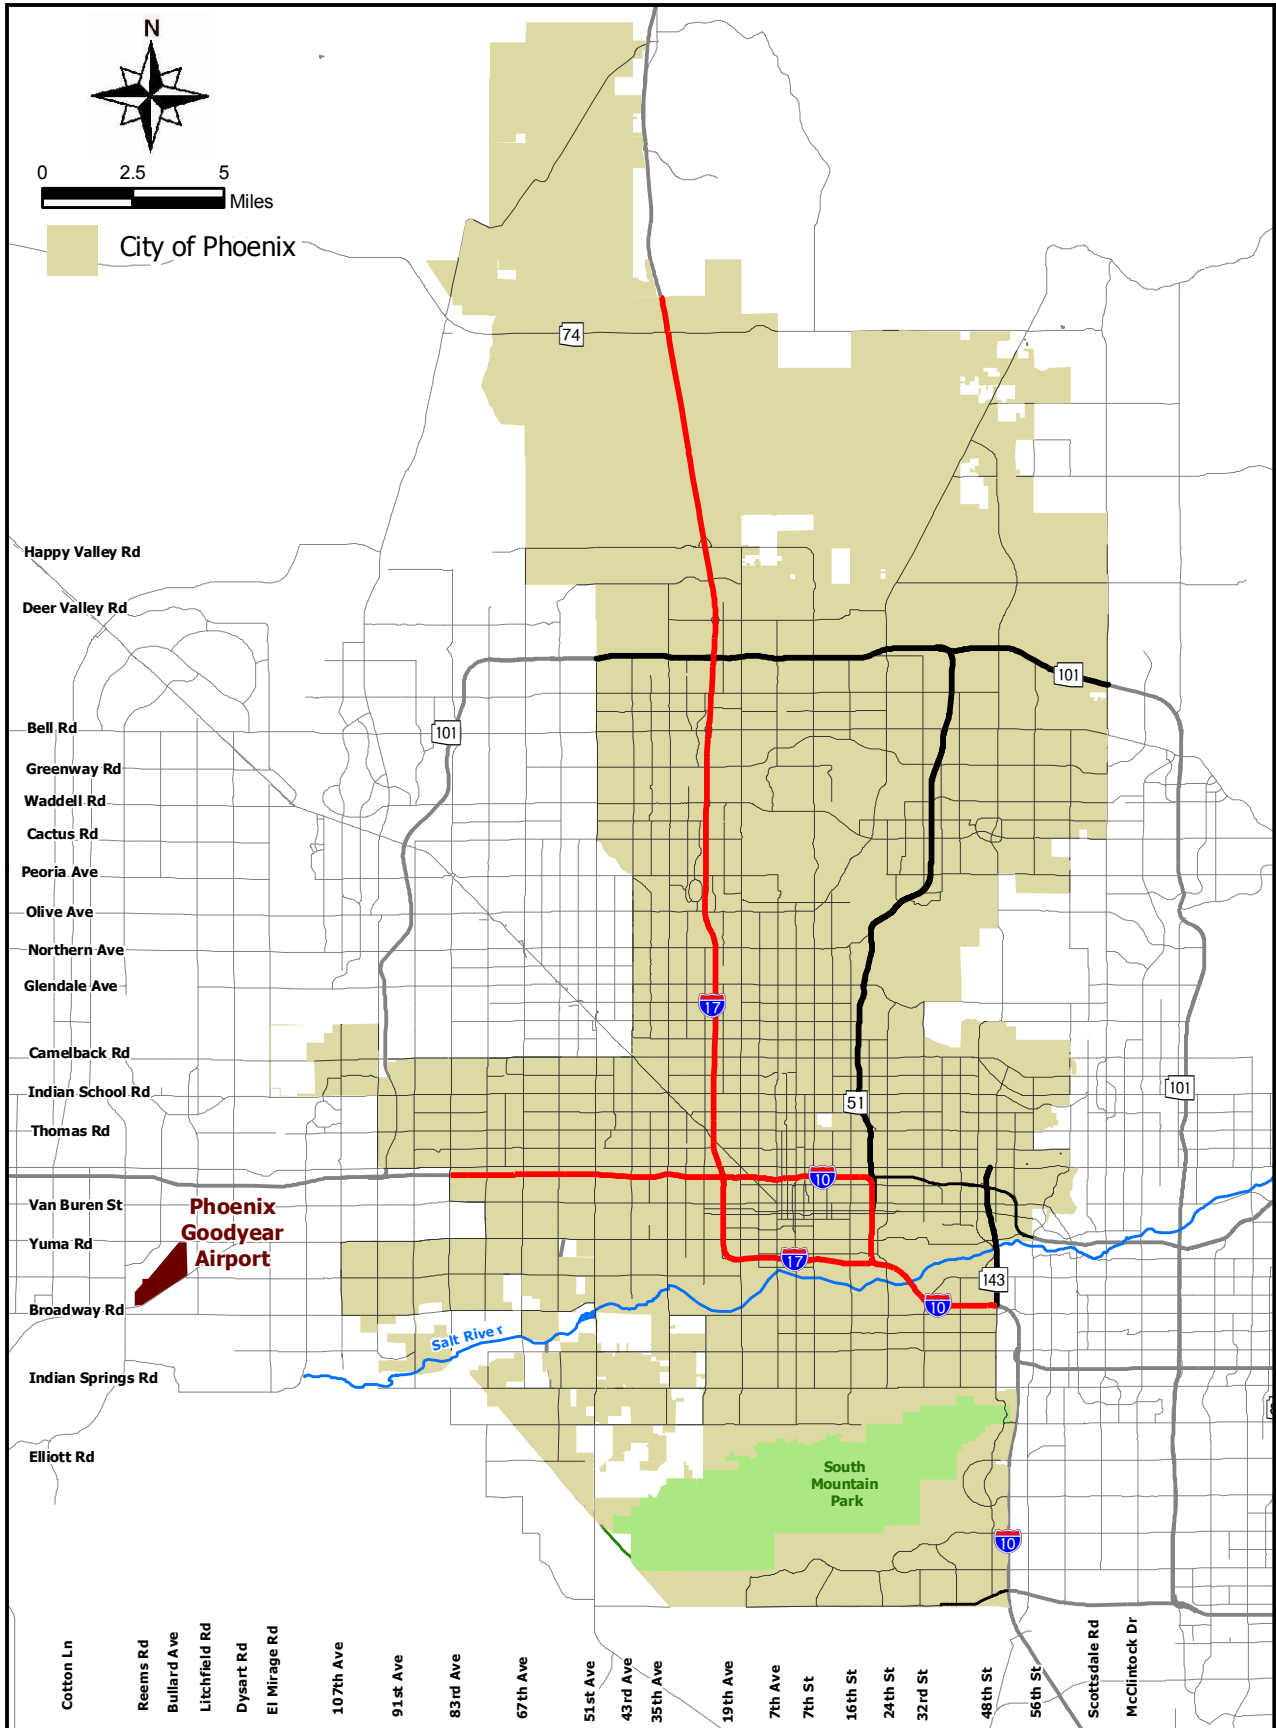 N
0 2.5 5
Miles
City of Phoenix
74
Happy Valley Rd
Deer Valley Rd
101
Bell Rd
101
Greenway Rd
Waddell Rd
Cactus Rd
Peoria Ave
Olive Ave
Northern Ave
Glendale Ave
17
Camelback Rd
Indian School Rd
101
51
Thomas Rd
10
Van Buren St
Phoenix
Goodyear
Airport
Yuma Rd
17
143
Broadway Rd
10
Salt River
Indian Springs Rd
Elliott Rd
South
Mountain
Park
10
Cotton Ln
Reems Rd
Bullard Ave
Litchfield Rd
Dysart Rd
El Mirage Rd
107th Ave
91st Ave
83rd Ave
67th Ave
51st Ave
43rd Ave
35th Ave
19th Ave
7th Ave
7th St
16th St
24th St
32rd St
48th St
56th St
Scottsdale Rd
McClintock Dr